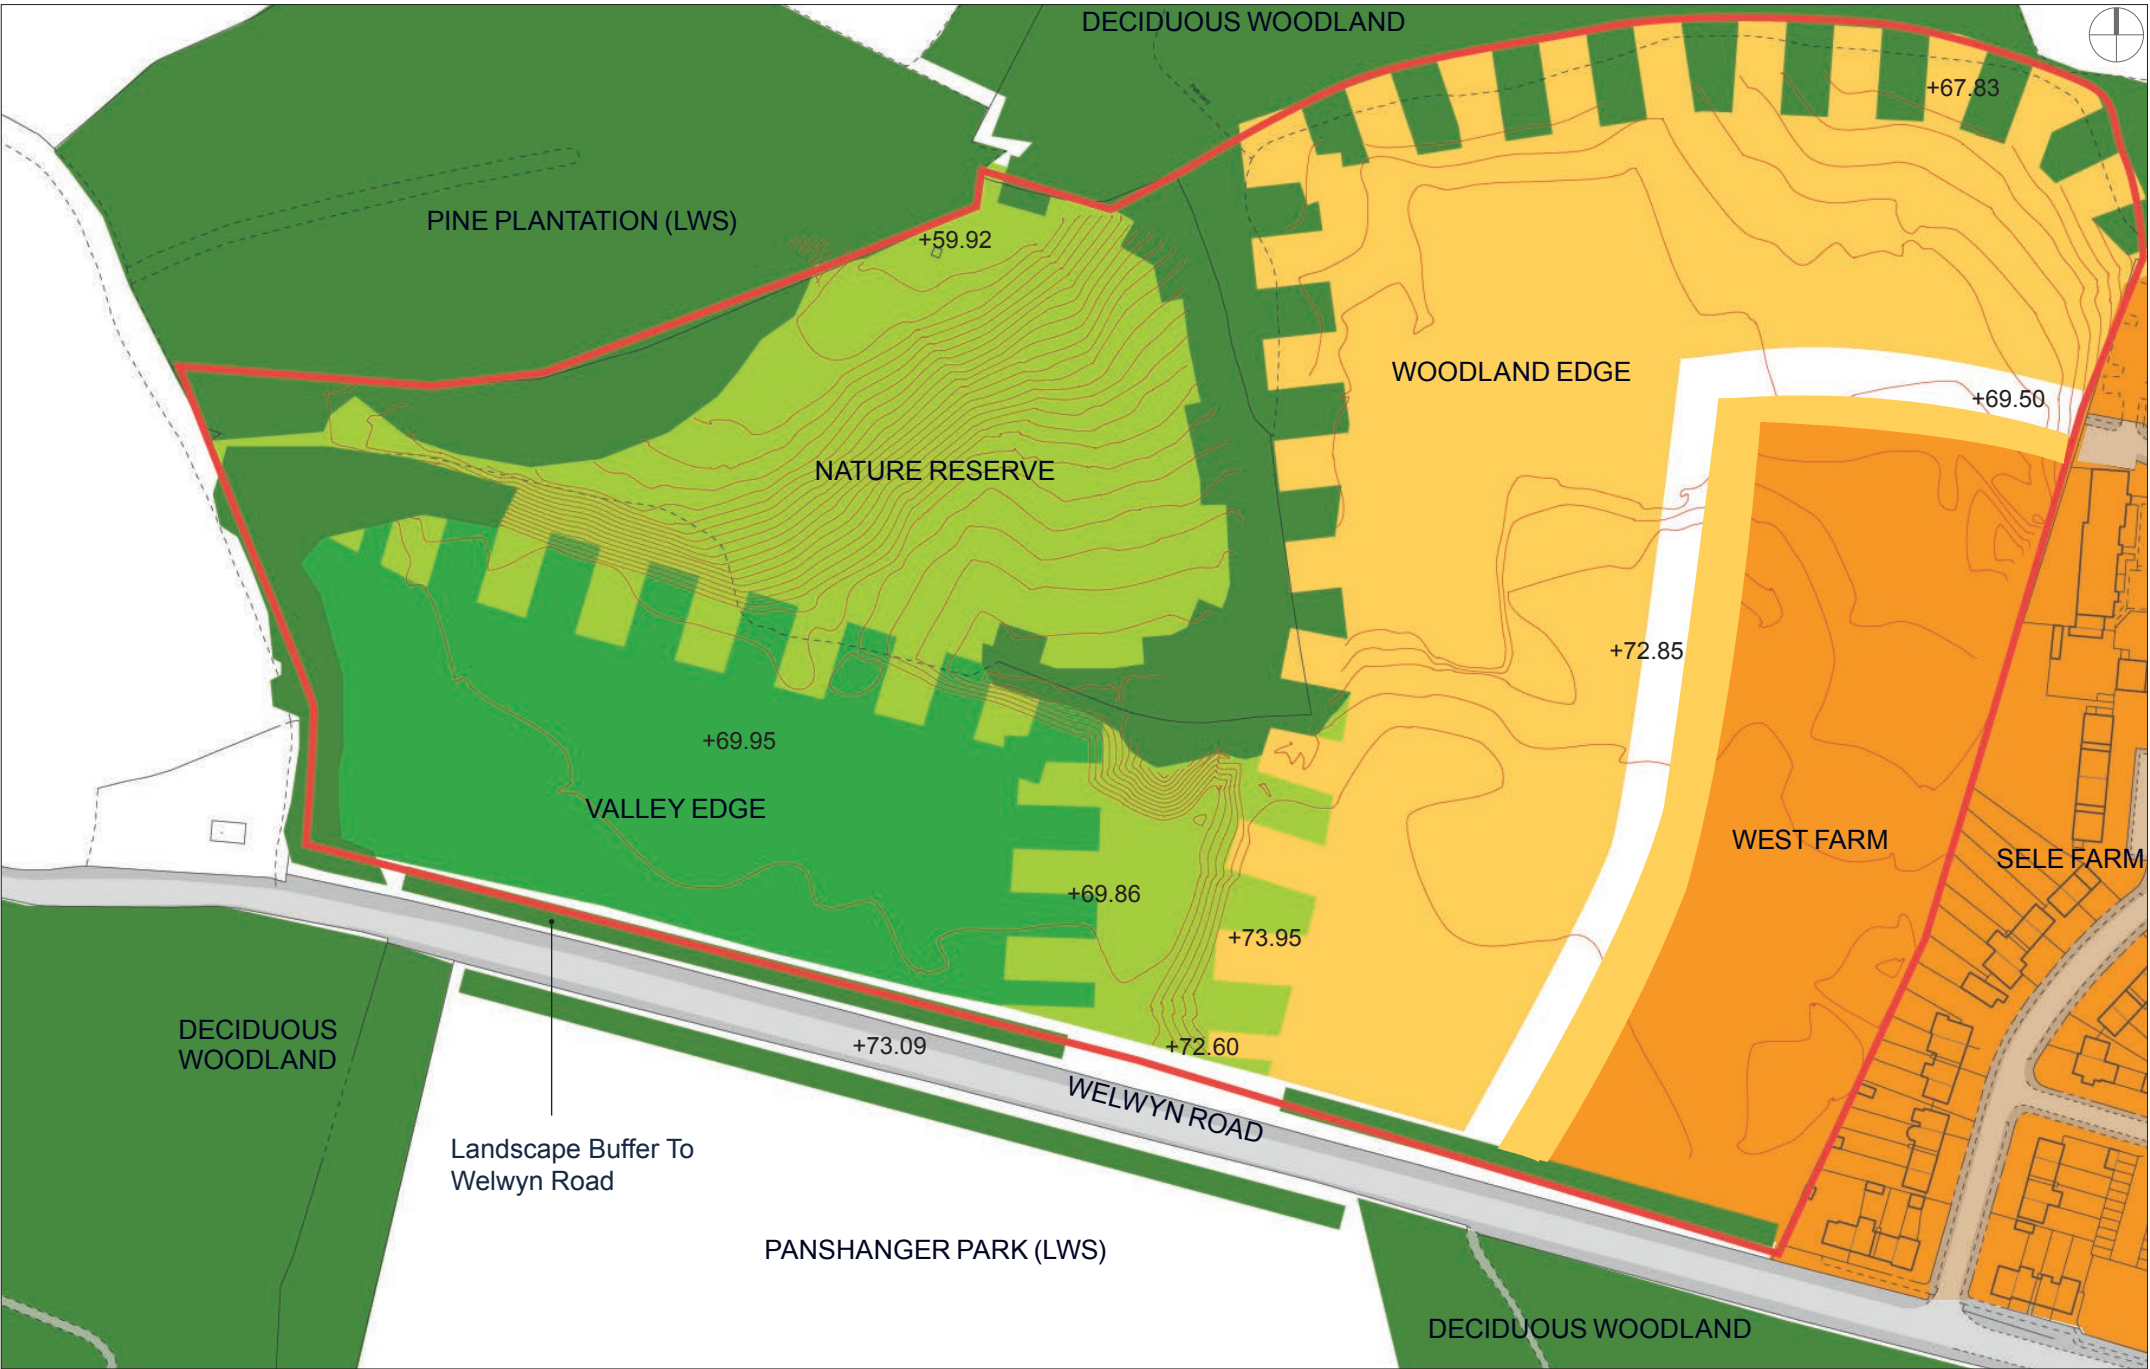 DECIDUOUS WOODLAND
+67.83
PINE PLANTATION (LWS)
+59.92
WOODLAND EDGE
+69.50
NATURE RESERVE
+72.85
+69.95
VALLEY EDGE
WEST FARM
SELE FARM
+69.86
+73.95
DECIDUOUS
WOODLAND
+73.09
+72.60
WELWYN ROAD
Landscape Buffer To
Welwyn Road
PANSHANGER PARK (LWS)
DECIDUOUS WOODLAND